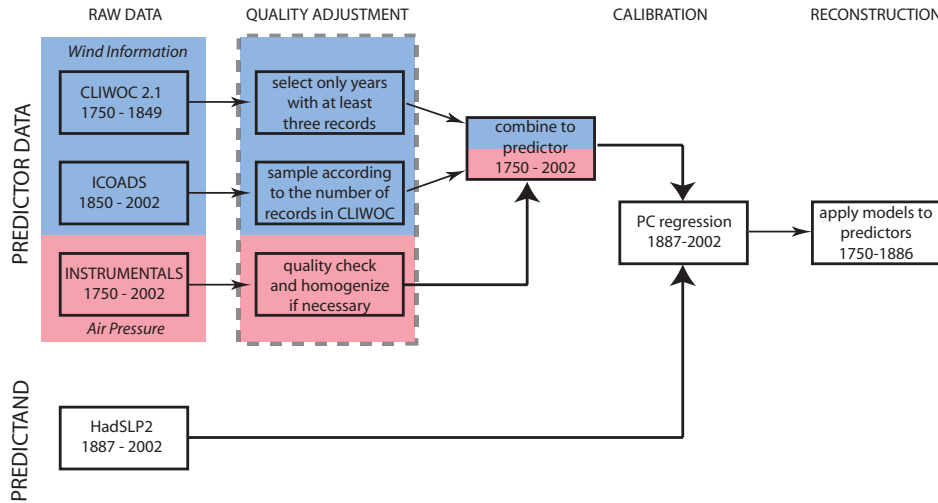 RAW DATA
QUALITY ADJUSTMENT
CALIBRATION
RECONSTRUCTION
PREDICTOR DATA
Wind Information
CLIWOC 2.1
1750 - 1849
select only years
with at least
three records
combine to
predictor
1750 - 2002
ICOADS
1850 - 2002
sample according
to the number of
records in CLIWOC
PC regression
1887-2002
apply models to
predictors
1750-1886
INSTRUMENTALS
1750 - 2002
quality check
and homogenize
if necessary
Air Pressure
PREDICTAND
HadSLP2
1887 - 2002